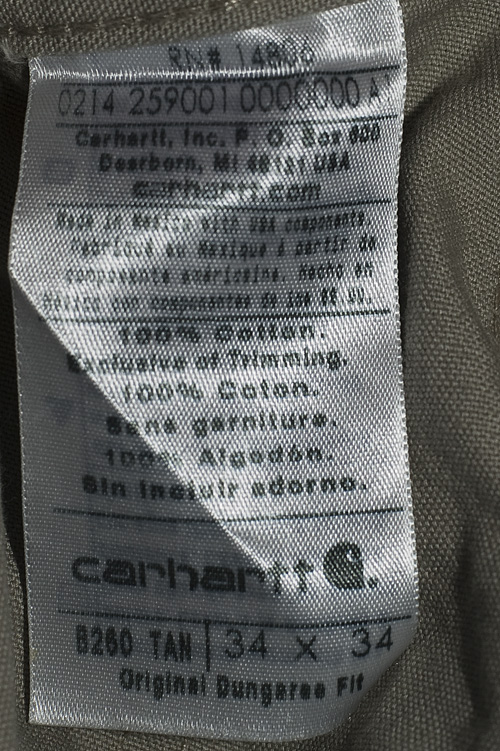 RN# 14806
0214 259001 0000000 A
Carhartt, Inc. P. O. Box 600
Dearborn, MI 48121 USA
carhartt.com
Made in Mexico with USA components.
Fabriqué au Mexique à partir de
composants américains. Hecho en
México con componentes de los EE.UU.
100% Cotton.
Exclusive of Trimming.
100% Coton.
Sans garniture.
100% Algodón.
Sin incluir adorno.
carhartt
B260 TAN 34 x 34
Original Dungaree Fit